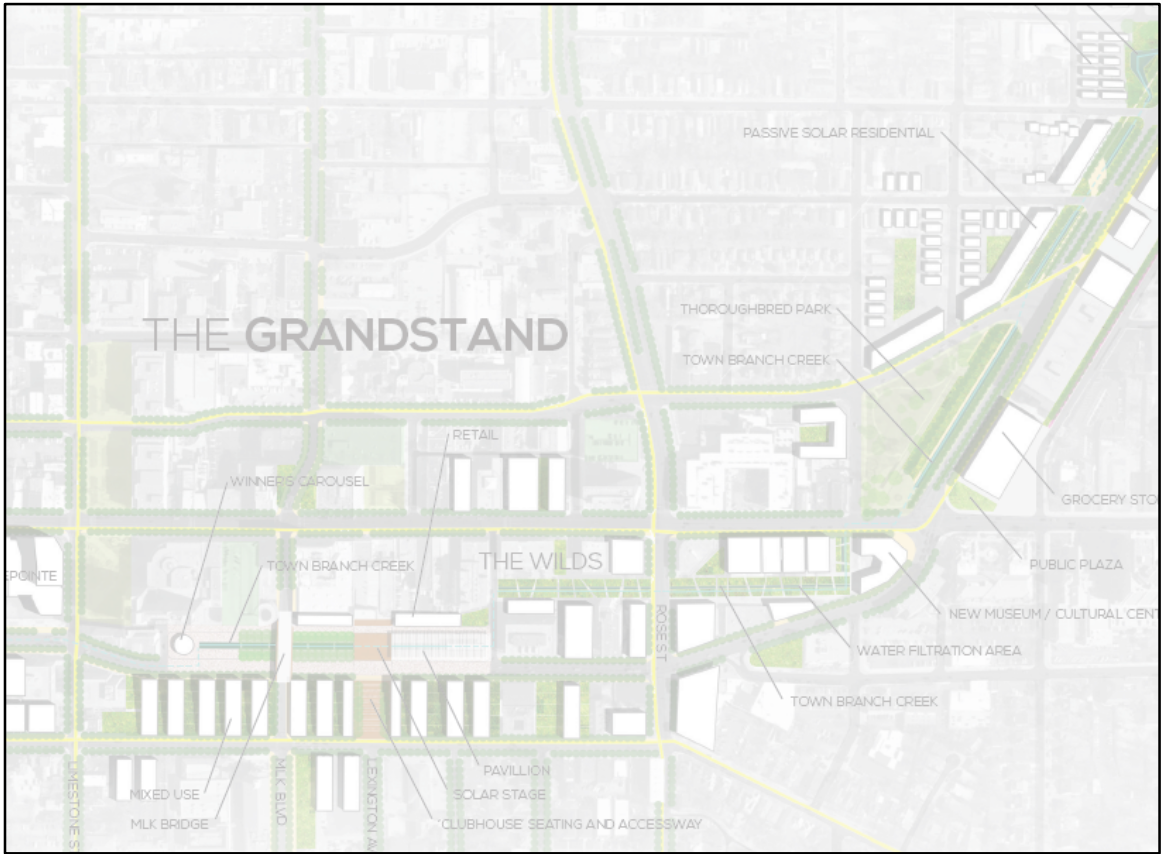 PASSIVE SOLAR RESIDENTIAL
THOROUGHBRED PARK
THE GRANDSTAND
TOWN BRANCH CREEK
RETAIL
WINNER'S CAROUSEL
GROCERY STO
THE WILDS
TOWN BRANCH CREEK
PUBLIC PLAZA
EPOINTE
NEW MUSEUM / CULTURAL CENT
ROSE ST
WATER FILTRATION AREA
TOWN BRANCH CREEK
PAVILLION
LIMESTONE S
MLK BLVD
LEXINGTON AV
MIXED USE
SOLAR STAGE
MLK BRIDGE
'CLUBHOUSE' SEATING AND ACCESSWAY